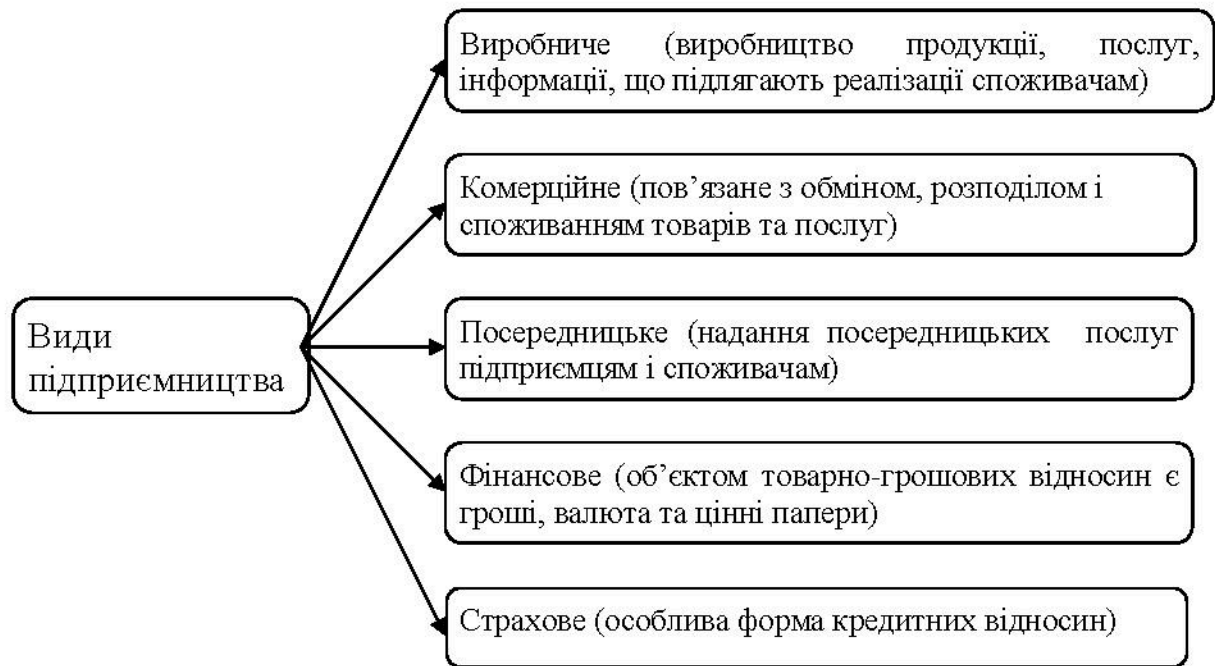 Виробниче (виробництво продукції, послуг,
інформації, що підлягають реалізації споживачам)
Комерційне (пов’язане з обміном, розподілом і
споживанням товарів та послуг)
Види
підприємництва
Посередницьке (надання посередницьких послуг
підприємцям і споживачам)
Фінансове (об’єктом товарно-грошових відносин є
гроші, валюта та цінні папери)
Страхове (особлива форма кредитних відносин)